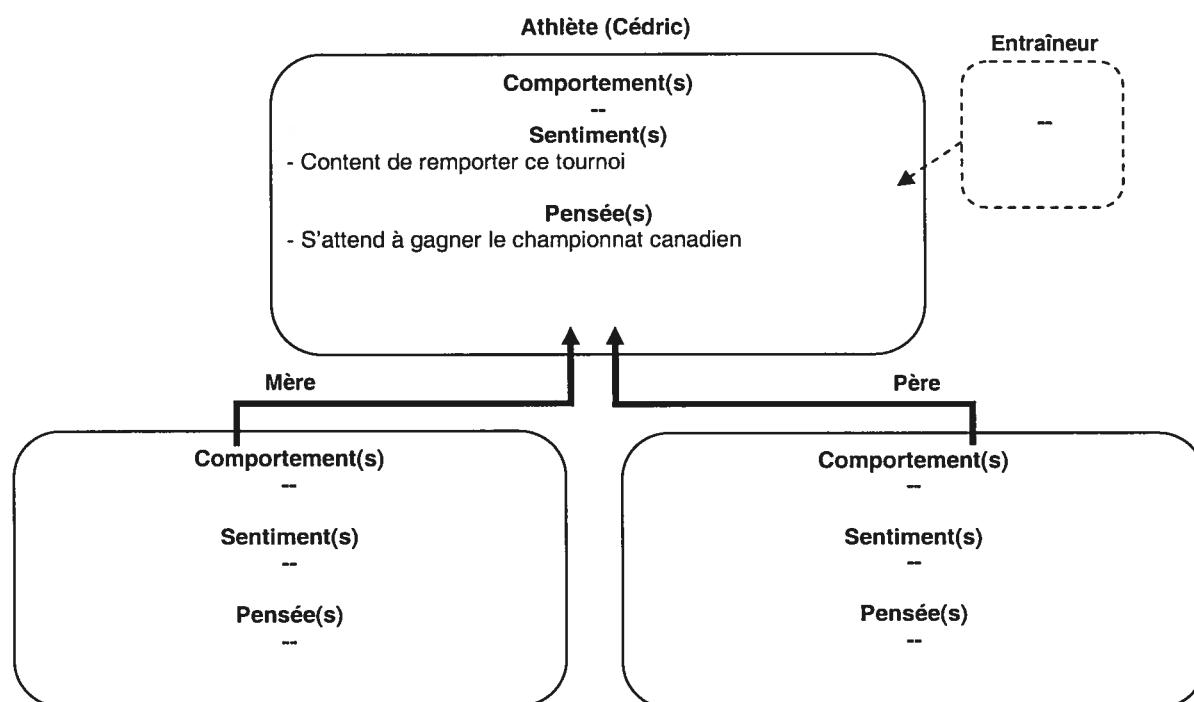 Athlète (Cédric)
Entraîneur
Comportement(s)
--
Sentiment(s)
- Content de remporter ce tournoi
Pensée(s)
- S'attend à gagner le championnat canadien
--
Mère
Père
Comportement(s)
--
Sentiment(s)
--
Pensée(s)
--
Comportement(s)
--
Sentiment(s)
--
Pensée(s)
--